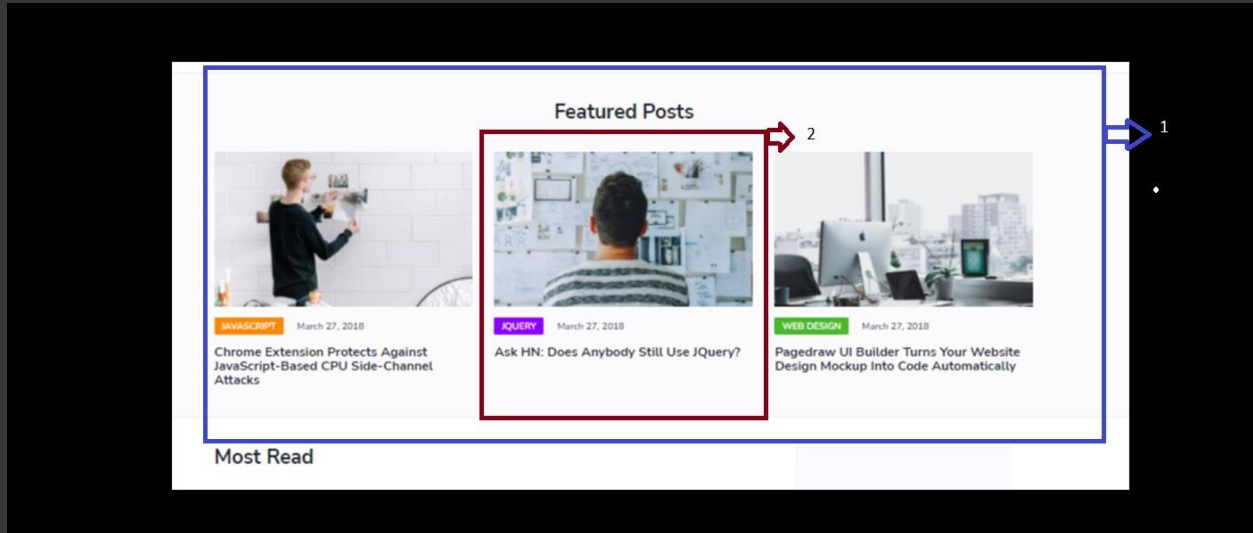 Featured Posts
2
1
JAVASCRIPT March 27, 2018
Chrome Extension Protects Against
JavaScript-Based CPU Side-Channel
Attacks
JQUERY March 27, 2018
Ask HN: Does Anybody Still Use JQuery?
WEB DESIGN March 27, 2018
Pagedraw UI Builder Turns Your Website
Design Mockup Into Code Automatically
Most Read